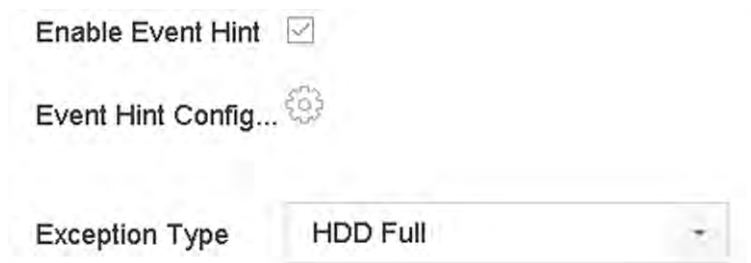 Enable Event Hint
Event Hint Config...
Exception Type HDD Full